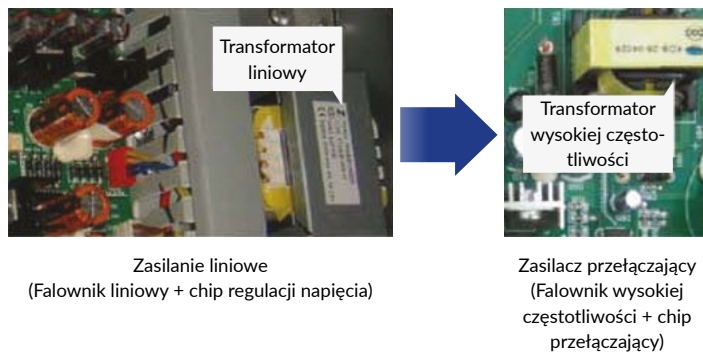 Transformator
liniowy
Transformator
wysokiej często-
tliwości
Zasilanie liniowe
(Falownik liniowy + chip regulacji napięcia)
Zasilacz przełączający
(Falownik wysokiej
częstotliwości + chip
przełączający)